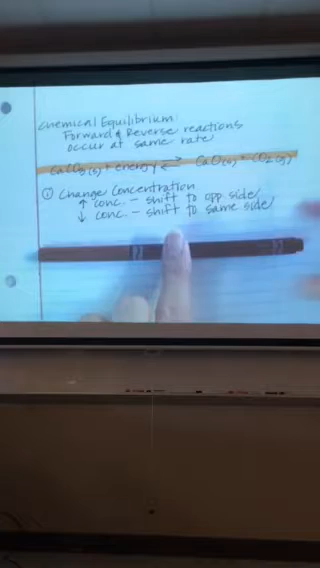 Chemical Equilibrium:
Forward & Reverse reactions
occur at same rate
CaCO₃(s) + energy ⇌ CaO(s) + CO₂(g)
① Change Concentration
↑ conc. - shift to opp side
↓ conc. - shift to same side